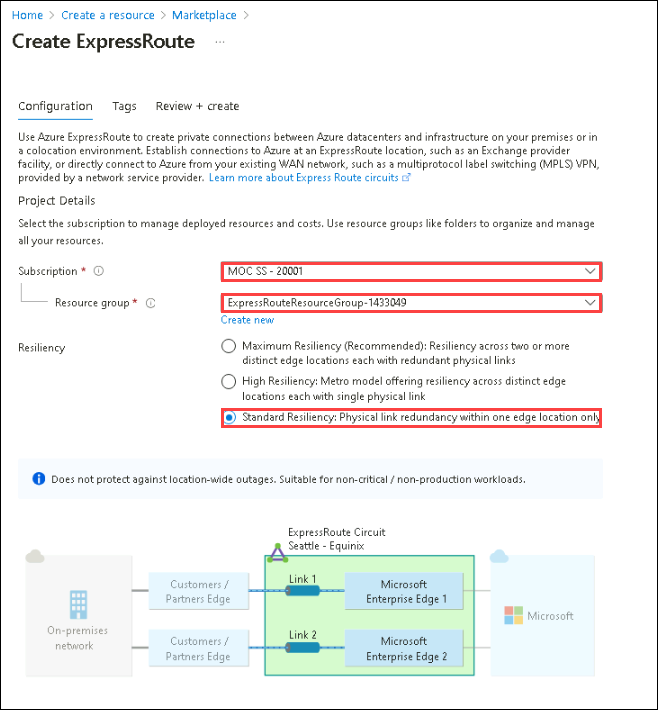 Home > Create a resource > Marketplace >
Create ExpressRoute ...
Configuration Tags Review + create
Use Azure ExpressRoute to create private connections between Azure datacenters and infrastructure on your premises or in
a colocation environment. Establish connections to Azure at an ExpressRoute location, such as an Exchange provider
facility, or directly connect to Azure from your existing WAN network, such as a multiprotocol label switching (MPLS) VPN,
provided by a network service provider. Learn more about Express Route circuits
Project Details
Select the subscription to manage deployed resources and costs. Use resource groups like folders to organize and manage
all your resources.
Subscription * MOC SS - 20001
Resource group * ExpressRouteResourceGroup-1433049
Create new
Resiliency
Maximum Resiliency (Recommended): Resiliency across two or more
distinct edge locations each with redundant physical links
High Resiliency: Metro model offering resiliency across distinct edge
locations each with single physical link
Standard Resiliency: Physical link redundancy within one edge location only
Does not protect against location-wide outages. Suitable for non-critical / non-production workloads.
ExpressRoute Circuit
Seattle - Equinix
Customers /
Partners Edge
Link 1
Microsoft
Enterprise Edge 1
On-premises
network
Microsoft
Customers /
Partners Edge
Link 2
Microsoft
Enterprise Edge 2